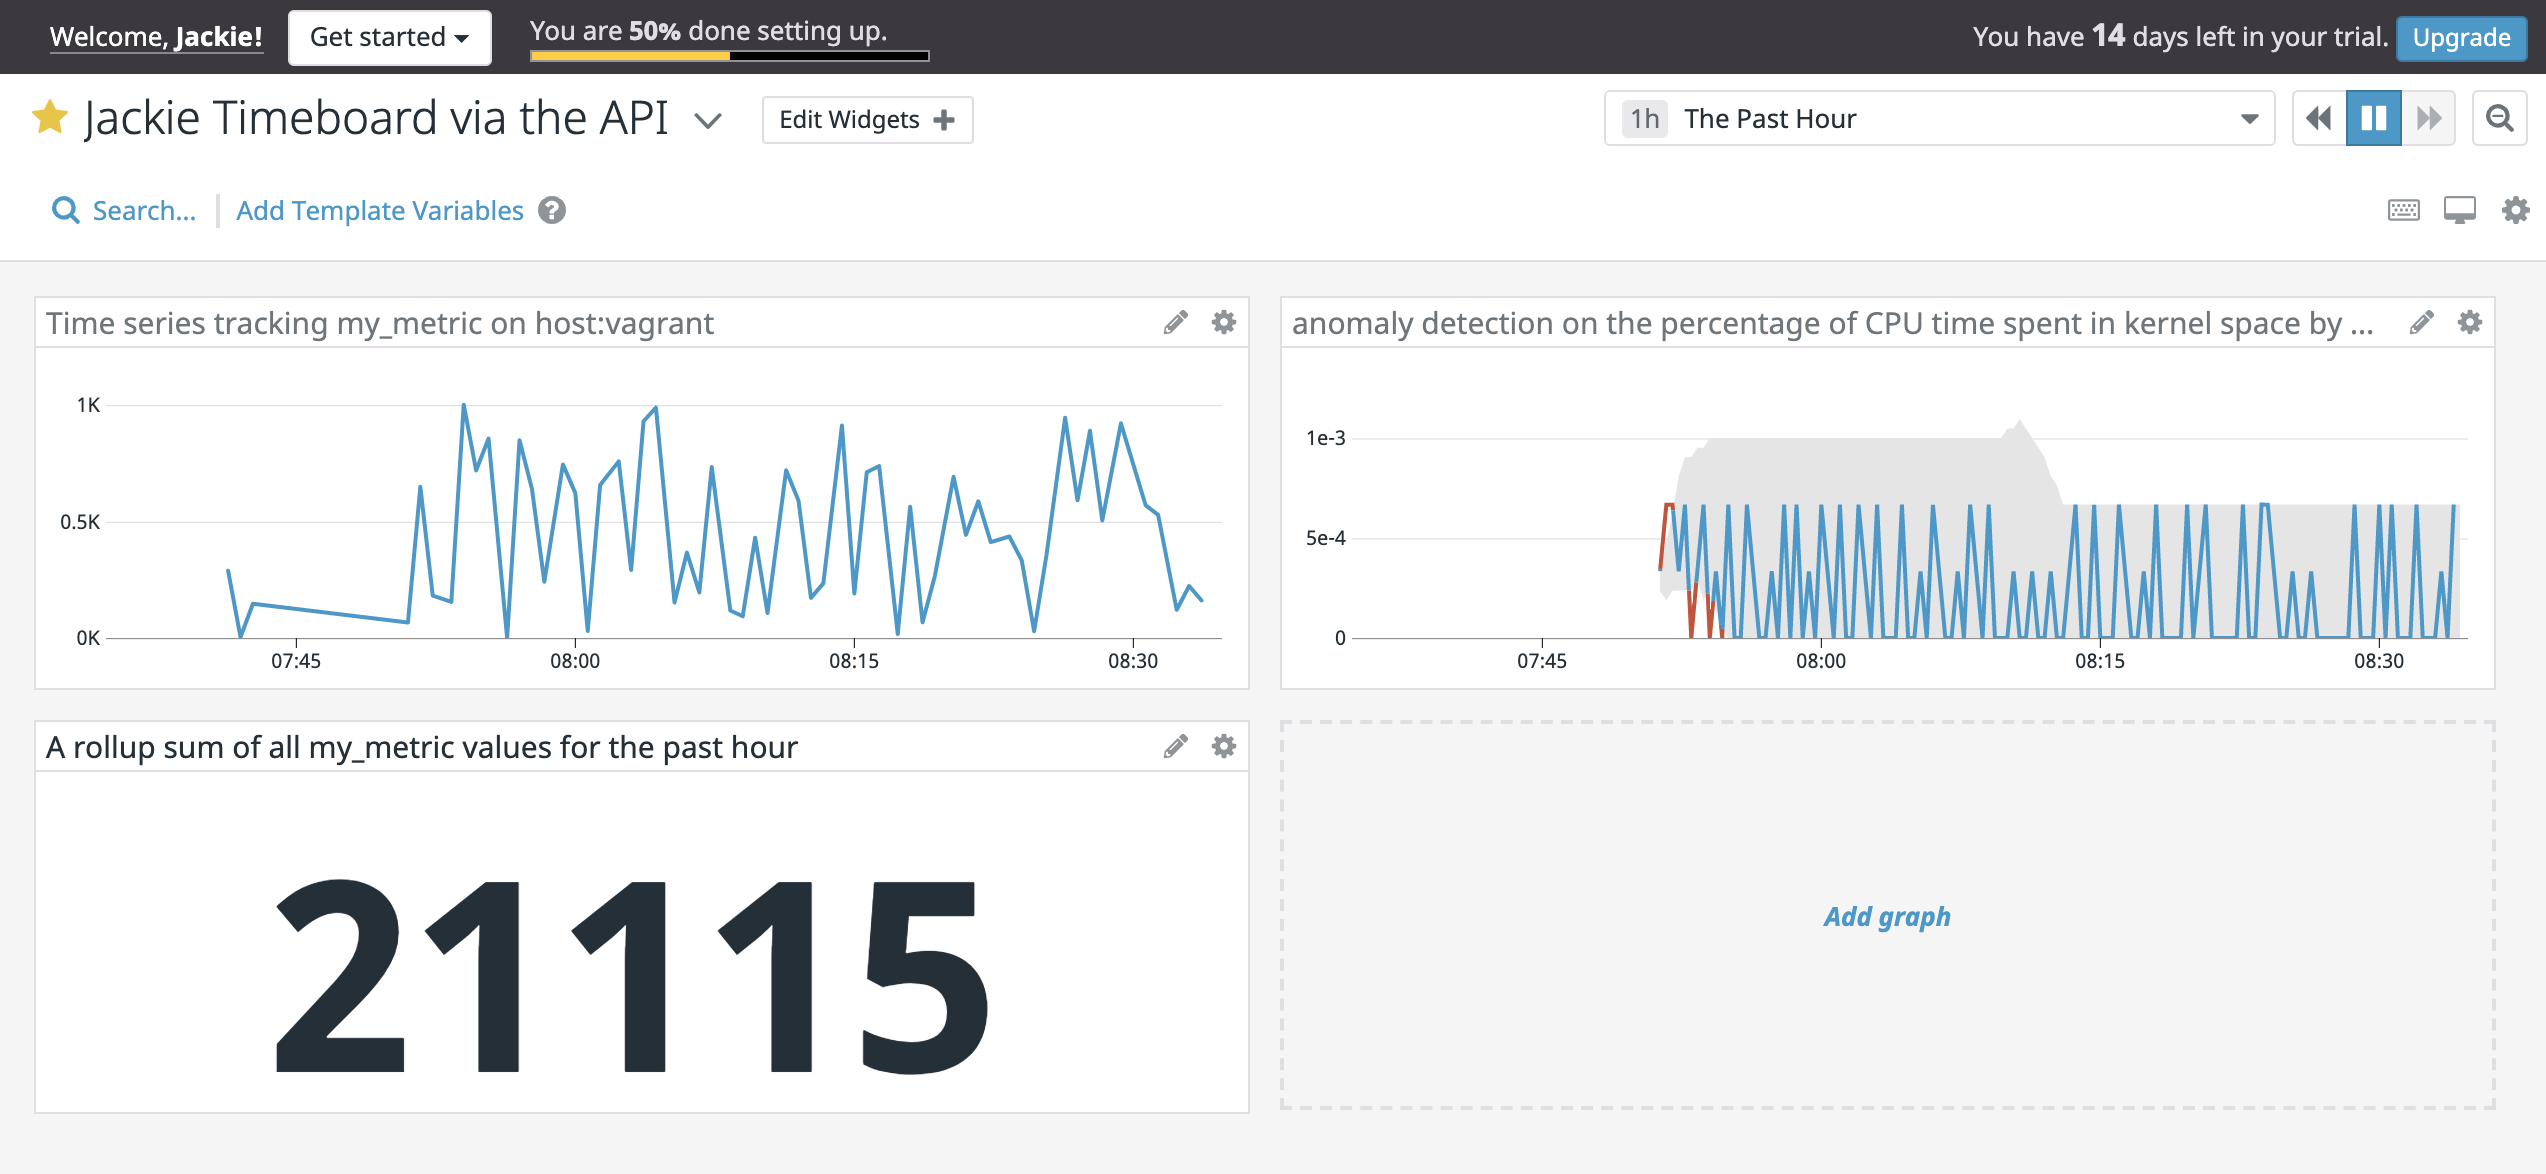 Welcome, Jackie!
Get started
You are 50% done setting up.
You have 14 days left in your trial.
Upgrade
Jackie Timeboard via the API
Edit Widgets
1h The Past Hour
Search...
Add Template Variables
?
Time series tracking my_metric on host:vagrant
1K
0.5K
0K
07:45 08:00 08:15 08:30
anomaly detection on the percentage of CPU time spent in kernel space by ...
1e-3
5e-4
0
07:45 08:00 08:15 08:30
A rollup sum of all my_metric values for the past hour
21115
Add graph